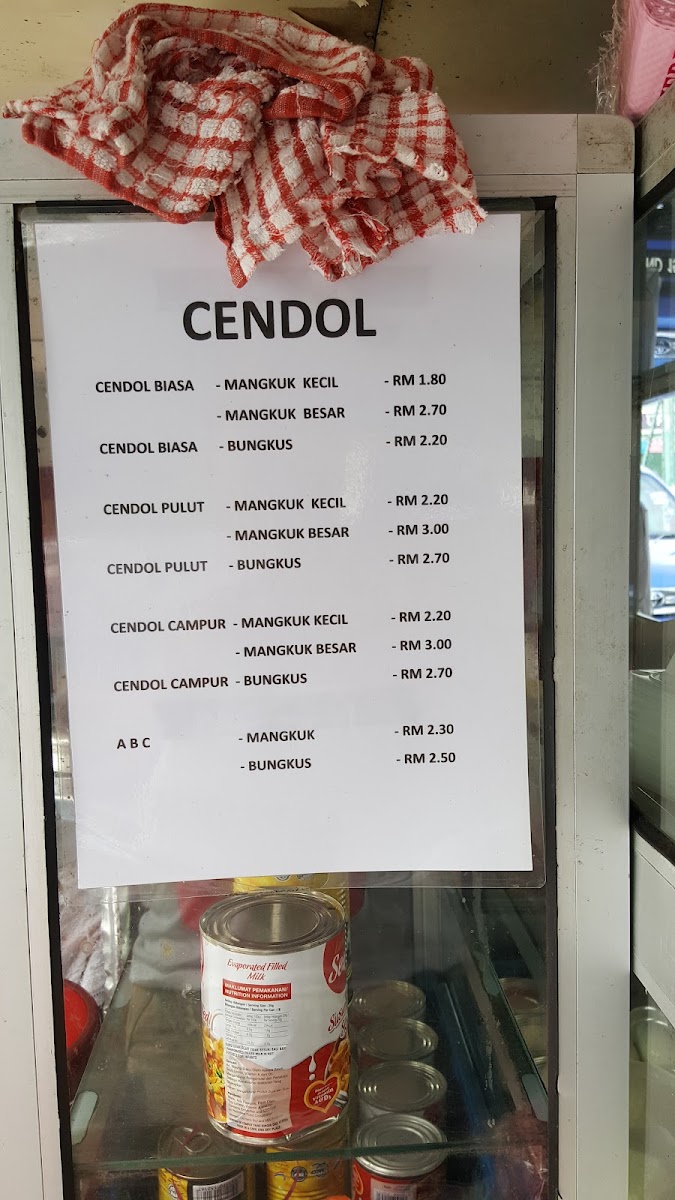 CENDOL
CENDOL BIASA - MANGKUK KECIL - RM 1.80
- MANGKUK BESAR - RM 2.70
CENDOL BIASA - BUNGKUS - RM 2.20
CENDOL PULUT - MANGKUK KECIL - RM 2.20
- MANGKUK BESAR - RM 3.00
CENDOL PULUT - BUNGKUS - RM 2.70
CENDOL CAMPUR - MANGKUK KECIL - RM 2.20
- MANGKUK BESAR - RM 3.00
CENDOL CAMPUR - BUNGKUS - RM 2.70
A B C - MANGKUK - RM 2.30
- BUNGKUS - RM 2.50
Evaporated Filled
Milk
MAKLUMAT PEMAKANAN/
NUTRITION INFORMATION